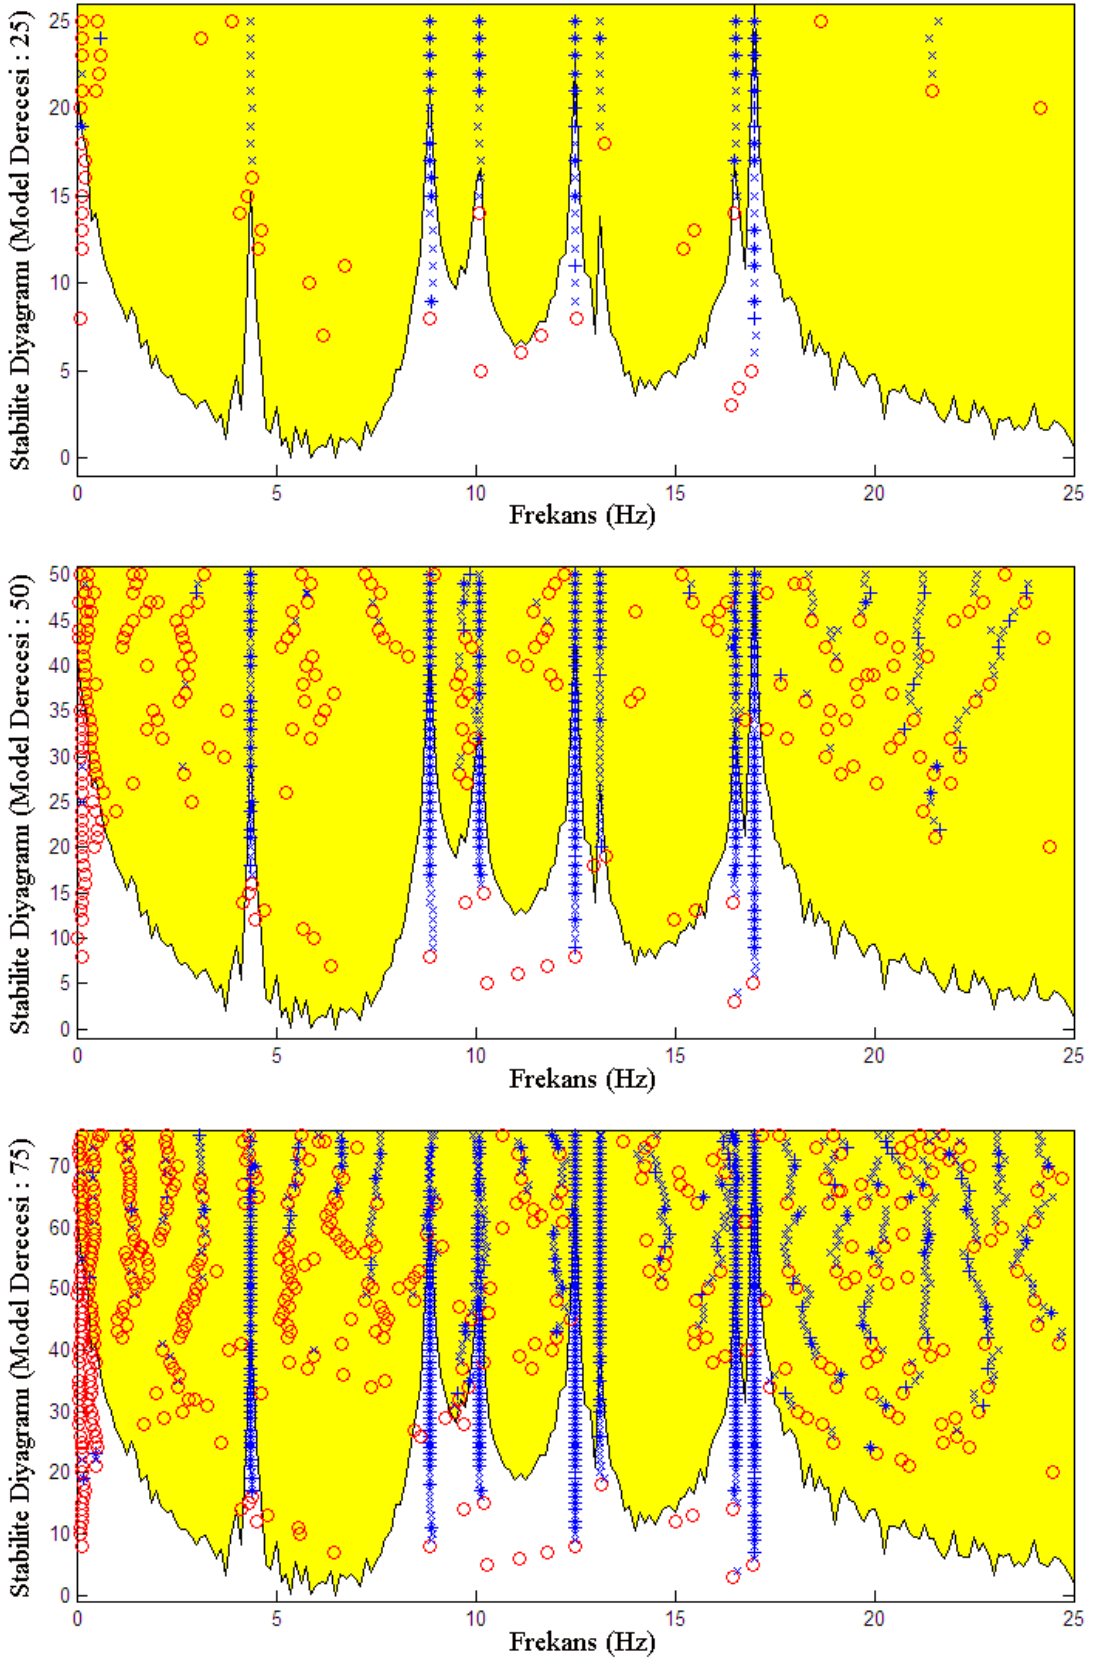 Stabilite Diyagramı (Model Derecesi : 25)
25
20
15
10
5
0
0 5 10 15 20 25
Frekans (Hz)
Stabilite Diyagramı (Model Derecesi : 50)
50
45
40
35
30
25
20
15
10
5
0
0 5 10 15 20 25
Frekans (Hz)
Stabilite Diyagramı (Model Derecesi : 75)
70
60
50
40
30
20
10
0
0 5 10 15 20 25
Frekans (Hz)